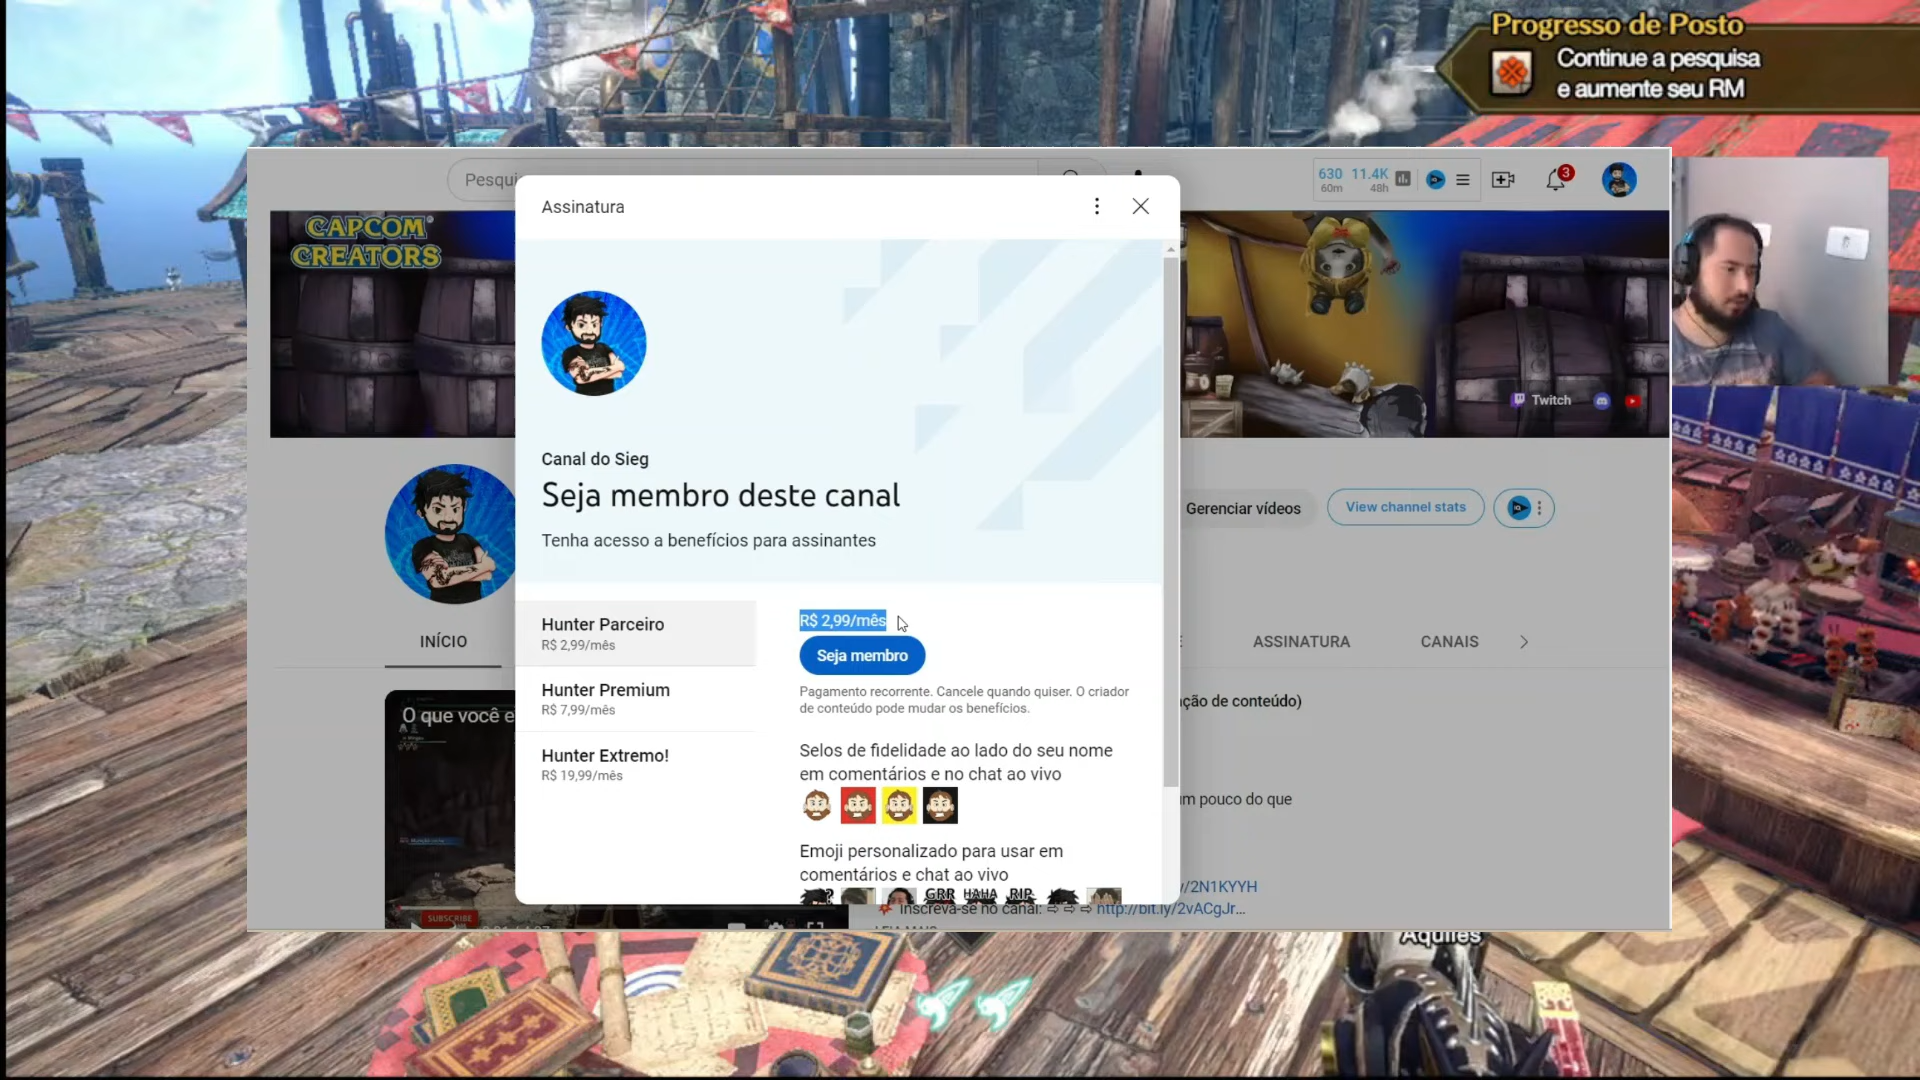 Progresso de Posto
Continue a pesquisa
e aumente seu RM
630 11.4K
60m 48h
3
Assinatura
CAPCOM
CREATORS
Twitch
Canal do Sieg
Seja membro deste canal
Tenha acesso a benefícios para assinantes
Gerenciar vídeos
View channel stats
Hunter Parceiro
R$ 2,99/mês
Hunter Premium
R$ 7,99/mês
Hunter Extremo!
R$ 19,99/mês
R$ 2,99/mês
Seja membro
Pagamento recorrente. Cancele quando quiser. O criador
de conteúdo pode mudar os benefícios.
Selos de fidelidade ao lado do seu nome
em comentários e no chat ao vivo
Emoji personalizado para usar em
comentários e chat ao vivo
GRR HAHA RIP
INÍCIO
ASSINATURA
CANAIS
O que você
de conteúdo)
um pouco do que
/2N1KYYH
Inscreva-se no canal: ⇨ ⇨ ⇨ http://bit.ly/2vACgJr...
SUBSCRIBE
Aquiles